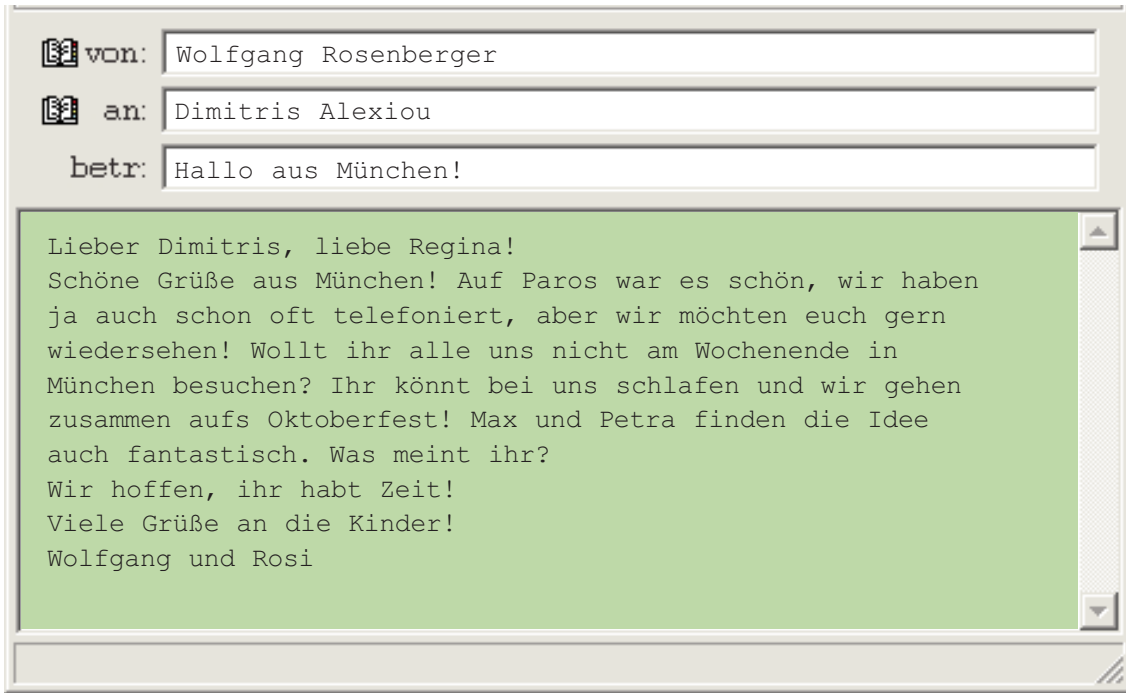 von: Wolfgang Rosenberger
an: Dimitris Alexiou
betr: Hallo aus München!
Lieber Dimitris, liebe Regina!
Schöne Grüße aus München! Auf Paros war es schön, wir haben
ja auch schon oft telefoniert, aber wir möchten euch gern
wiedersehen! Wollt ihr alle uns nicht am Wochenende in
München besuchen? Ihr könnt bei uns schlafen und wir gehen
zusammen aufs Oktoberfest! Max und Petra finden die Idee
auch fantastisch. Was meint ihr?
Wir hoffen, ihr habt Zeit!
Viele Grüße an die Kinder!
Wolfgang und Rosi